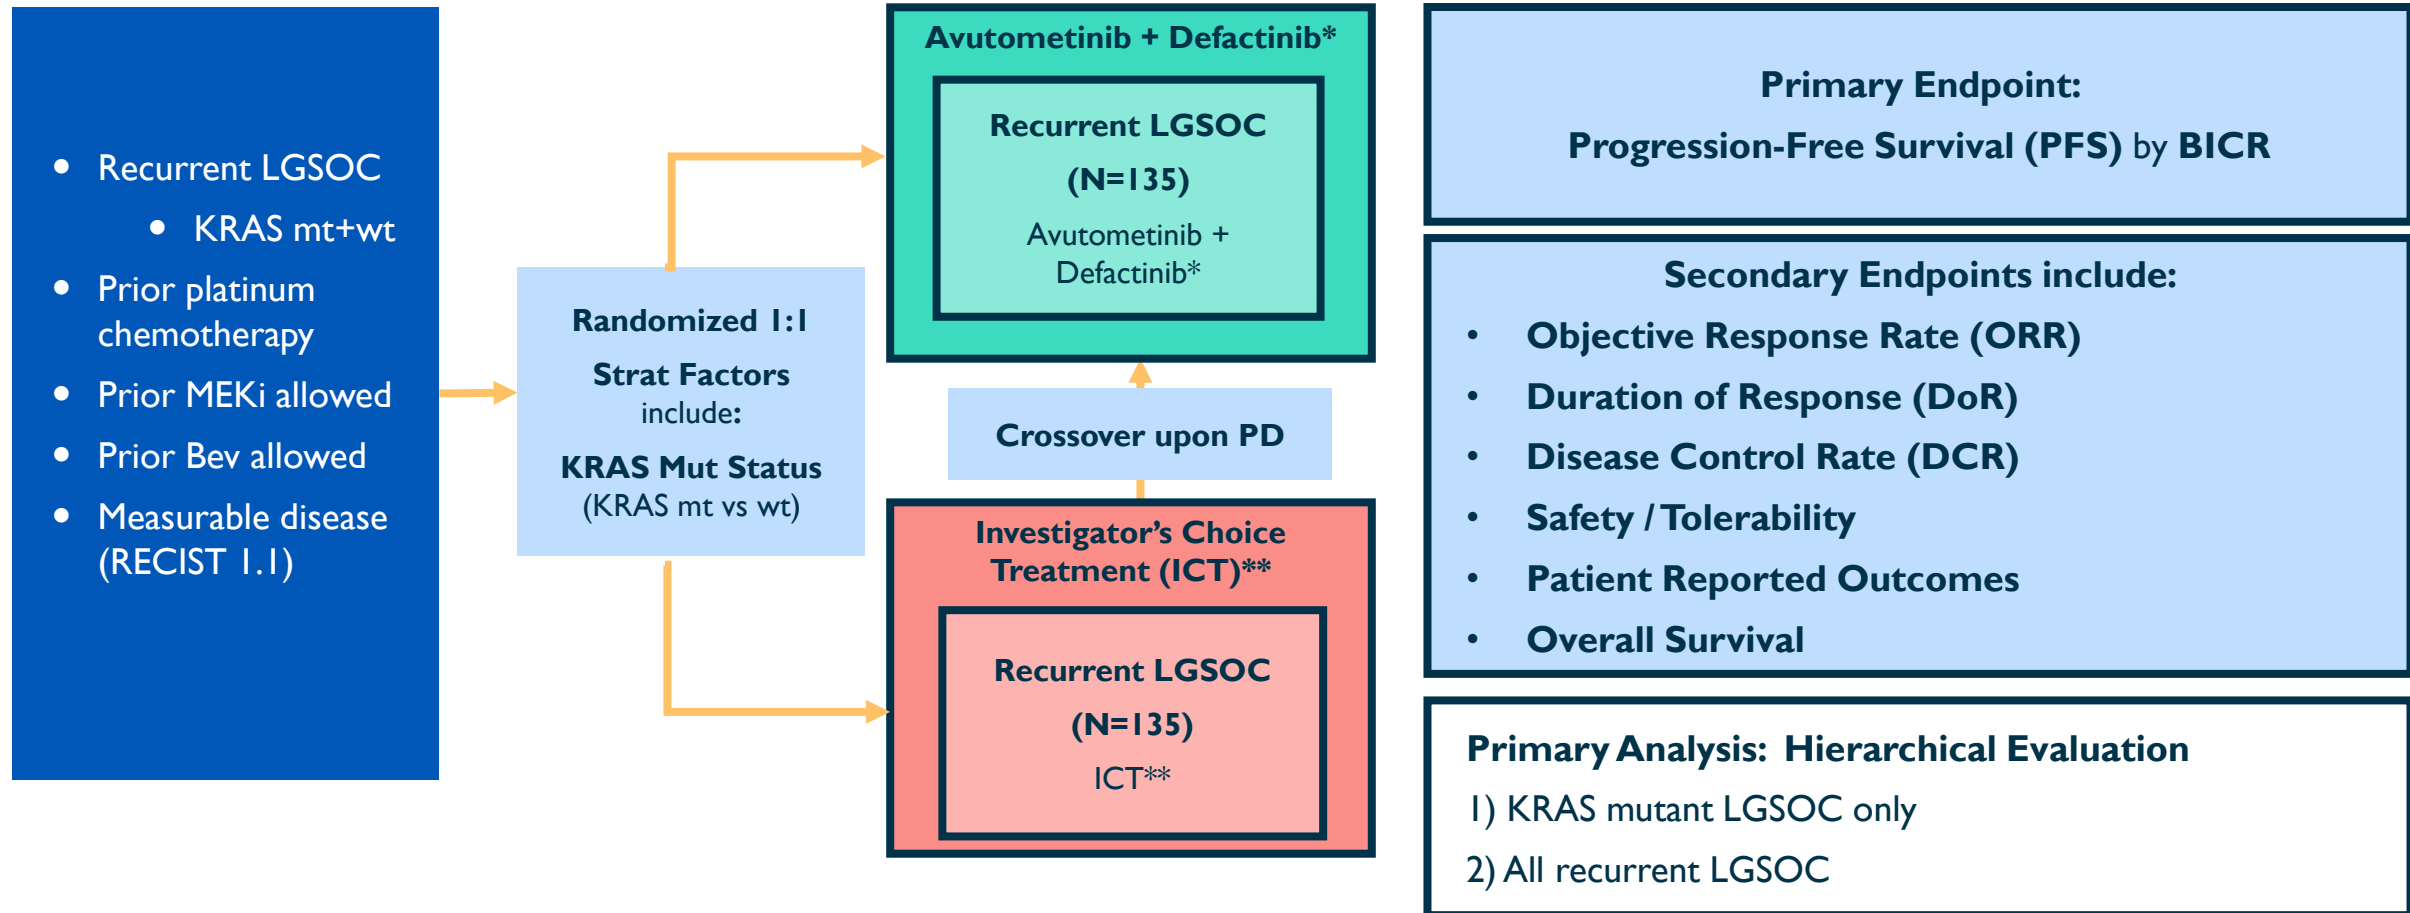 • Recurrent LGSOC
• KRAS mt+wt
• Prior platinum
chemotherapy
• Prior MEKi allowed
• Prior Bev allowed
• Measurable disease
(RECIST 1.1)
Randomized 1:1
Strat Factors
include:
KRAS Mut Status
(KRAS mt vs wt)
Avutometinib + Defactinib*
Recurrent LGSOC
(N=135)
Avutometinib +
Defactinib*
Crossover upon PD
Investigator’s Choice
Treatment (ICT)**
Recurrent LGSOC
(N=135)
ICT**
Primary Endpoint:
Progression-Free Survival (PFS) by BICR
Secondary Endpoints include:
• Objective Response Rate (ORR)
• Duration of Response (DoR)
• Disease Control Rate (DCR)
• Safety / Tolerability
• Patient Reported Outcomes
• Overall Survival
Primary Analysis: Hierarchical Evaluation
1) KRAS mutant LGSOC only
2) All recurrent LGSOC